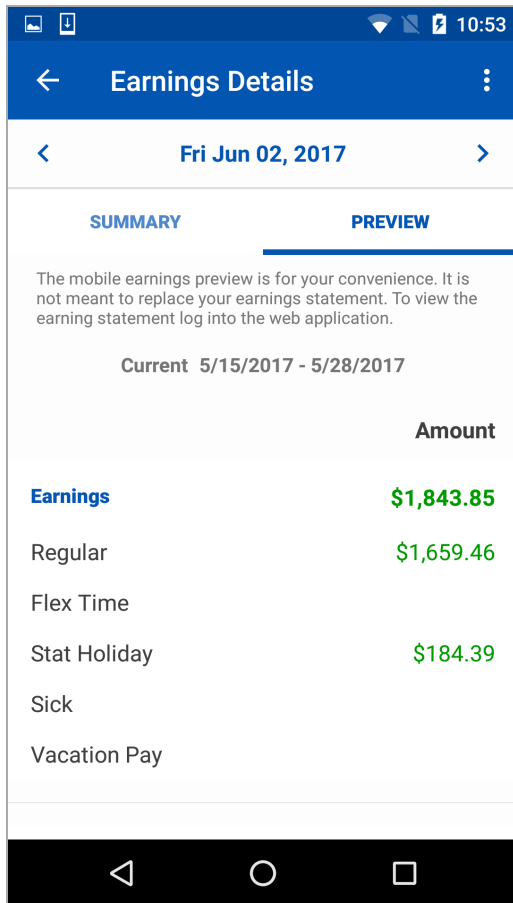 10:53
Earnings Details
Fri Jun 02, 2017
SUMMARY PREVIEW
The mobile earnings preview is for your convenience. It is
not meant to replace your earnings statement. To view the
earning statement log into the web application.
Current 5/15/2017 - 5/28/2017
Amount
Earnings $1,843.85
Regular $1,659.46
Flex Time
Stat Holiday $184.39
Sick
Vacation Pay